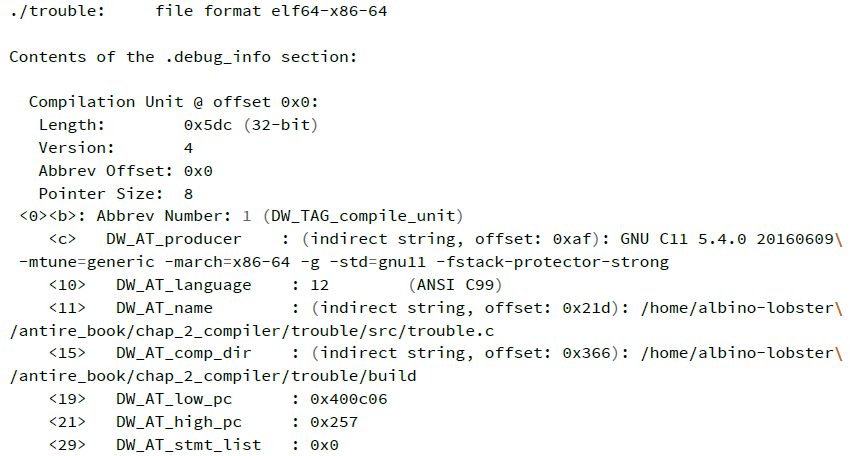 ./trouble:     file format elf64-x86-64
Contents of the .debug_info section:
  Compilation Unit @ offset 0x0:
   Length:        0x5dc (32-bit)
   Version:       4
   Abbrev Offset: 0x0
   Pointer Size:  8
 <0><b>: Abbrev Number: 1 (DW_TAG_compile_unit)
    <c>   DW_AT_producer    : (indirect string, offset: 0xaf): GNU C11 5.4.0 20160609\
 -mtune=generic -march=x86-64 -g -std=gnu11 -fstack-protector-strong
    <10>   DW_AT_language    : 12        (ANSI C99)
    <11>   DW_AT_name        : (indirect string, offset: 0x21d): /home/albino-lobster\
/antire_book/chap_2_compiler/trouble/src/trouble.c
    <15>   DW_AT_comp_dir    : (indirect string, offset: 0x366): /home/albino-lobster\
/antire_book/chap_2_compiler/trouble/build
    <19>   DW_AT_low_pc      : 0x400c06
    <21>   DW_AT_high_pc     : 0x257
    <29>   DW_AT_stmt_list   : 0x0